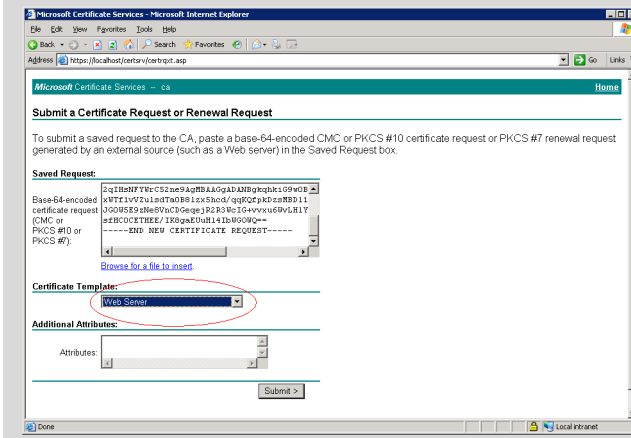 Microsoft Certificate Services - Microsoft Internet Explorer
File Edit View Favorites Tools Help
Back Search Favorites
Address https://localhost/certsrv/certrqxt.asp Go Links
Microsoft Certificate Services -- ca Home
Submit a Certificate Request or Renewal Request
To submit a saved request to the CA, paste a base-64-encoded CMC or PKCS #10 certificate request or PKCS #7 renewal request
generated by an external source (such as a Web server) in the Saved Request box.
Saved Request:
Base-64-encoded
certificate request
(CMC or
PKCS #10 or
PKCS #7):
-----END NEW CERTIFICATE REQUEST-----
Browse for a file to insert.
Certificate Template:
Web Server
Additional Attributes:
Attributes:
Submit >
Done Local intranet